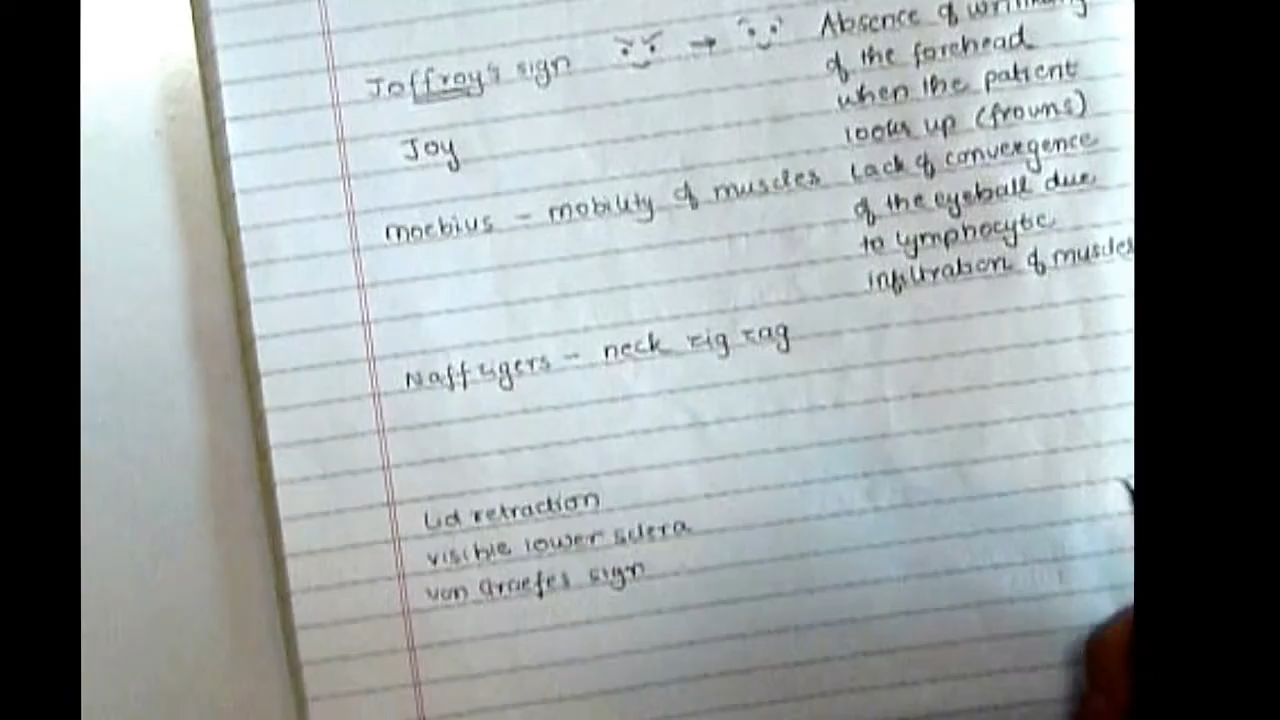 Absence of wrinkling
Joffroy's sign → of the forehead
when the patient
Joy looks up (frowns)
moebius - mobility of muscles Lack of convergence
of the eyeball due
to lymphocytic
infiltration of muscles
Naffzigers - neck zig zag
Lid retraction
visible lower sclera
von Graefes sign